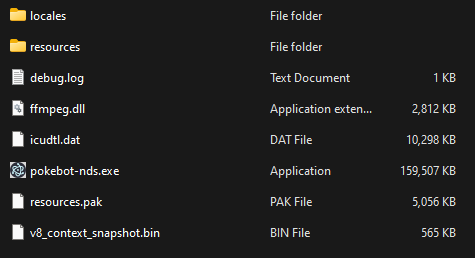 locales File folder
resources File folder
debug.log Text Document 1 KB
ffmpeg.dll Application exten... 2,812 KB
icudtl.dat DAT File 10,298 KB
pokebot-nds.exe Application 159,507 KB
resources.pak PAK File 5,056 KB
v8_context_snapshot.bin BIN File 565 KB